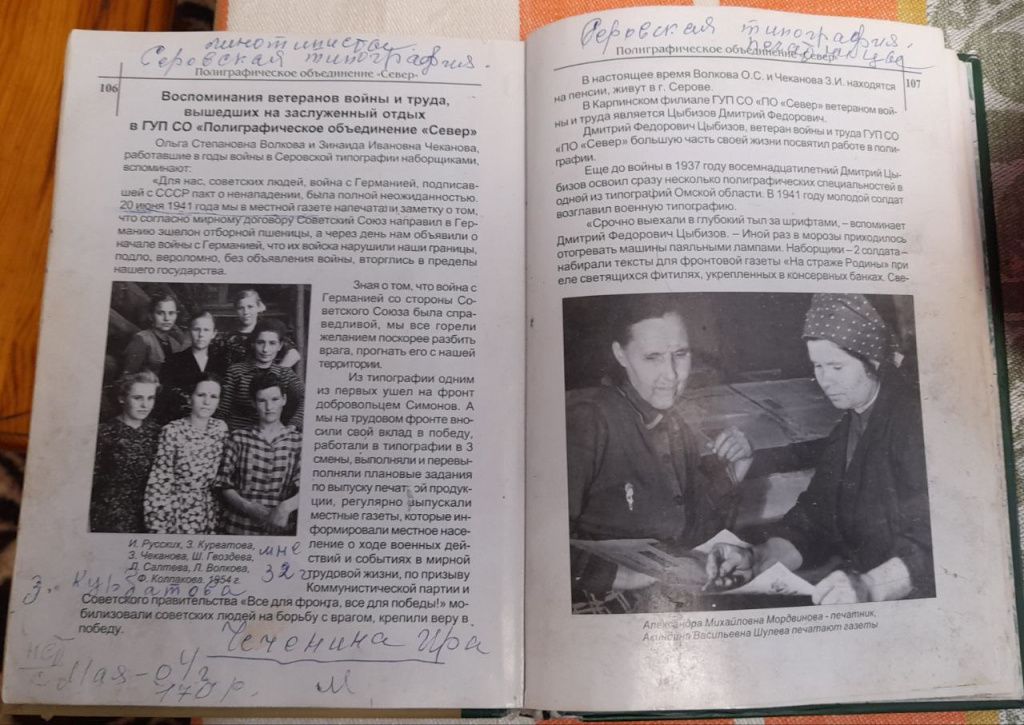 линотиписты
Серовская типография.
Полиграфическое объединение «Север»
106
Воспоминания ветеранов войны и труда,
вышедших на заслуженный отдых
в ГУП СО «Полиграфическое объединение «Север»
Ольга Степановна Волкова и Зинаида Ивановна Чеканова,
работавшие в годы войны в Серовской типографии наборщиками,
вспоминают:
«Для нас, советских людей, война с Германией, подписав-
шей с СССР пакт о ненападении, была полной неожиданностью.
20 июня 1941 года мы в местной газете напечатали заметку о том,
что согласно мирному договору Советский Союз направил в Гер-
манию эшелон отборной пшеницы, а через день нам объявили о
начале войны с Германией, что их войска нарушили наши границы,
подло, вероломно, без объявления войны, вторглись в пределы
нашего государства.
Зная о том, что война с
Германией со стороны Со-
ветского Союза была спра-
ведливой, мы все горели
желанием поскорее разбить
врага, прогнать его с нашей
территории.
Из типографии одним
из первых ушел на фронт
добровольцем Симонов. А
мы на трудовом фронте вно-
сили свой вклад в победу,
работали в типографии в 3
смены, выполняли и перевы-
полняли плановые задания
по выпуску печатной продук-
ции, регулярно выпускали
местные газеты, которые ин-
формировали местное насе-
ление о ходе военных дей-
ствий и событиях в мирной
трудовой жизни, по призыву
Коммунистической партии и
Советского правительства «Все для фронта, все для победы!» мо-
билизовали советских людей на борьбу с врагом, крепили веру в
победу.
И. Русских, З. Курватова,
З. Чеканова, Ш. Гвоздева,
Д. Салтева, Л. Волкова,
Ф. Колпакова. 1954 г.
мне
32 г
З. Курбатова
Чеченина Ира
Мая - 04 г
170 р.
М
Серовская типография.
печатницы
Полиграфическое объединение «Север»
107
В настоящее время Волкова О.С. и Чеканова З.И. находятся
на пенсии, живут в г. Серове.
В Карпинском филиале ГУП СО «ПО «Север» ветераном вой-
ны и труда является Цыбизов Дмитрий Федорович.
Дмитрий Федорович Цыбизов, ветеран войны и труда ГУП СО
«ПО «Север» большую часть своей жизни посвятил работе в поли-
графии.
Еще до войны в 1937 году восемнадцатилетний Дмитрий Цы-
бизов освоил сразу несколько полиграфических специальностей в
одной из типографий Омской области. В 1941 году молодой солдат
возглавил военную типографию.
«Срочно выехали в глубокий тыл за шрифтами, – вспоминает
Дмитрий Федорович Цыбизов. – Иной раз в морозы приходилось
отогревать машины паяльными лампами. Наборщики – 2 солдата –
набирали тексты для фронтовой газеты «На страже Родины» при
еле светящихся фитилях, укрепленных в консервных банках. Све-
Александра Михайловна Мордвинова - печатник,
Акиндина Васильевна Шулева печатают газеты